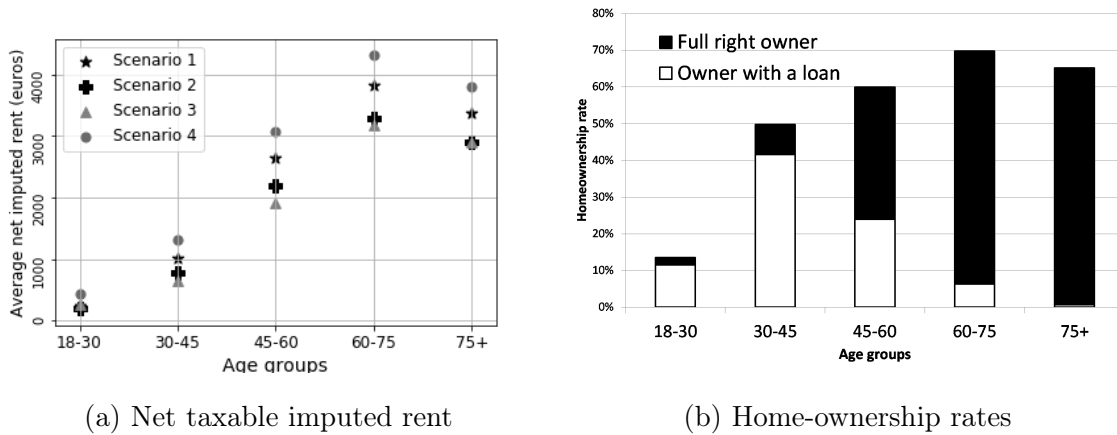 Average net imputed rent (euros)
4000
3000
2000
1000
0
Scenario 1
Scenario 2
Scenario 3
Scenario 4
18-30 30-45 45-60 60-75 75+
Age groups
(a) Net taxable imputed rent
Homeownership rate
80%
70%
60%
50%
40%
30%
20%
10%
0%
Full right owner
Owner with a loan
18-30 30-45 45-60 60-75 75+
Age groups
(b) Home-ownership rates